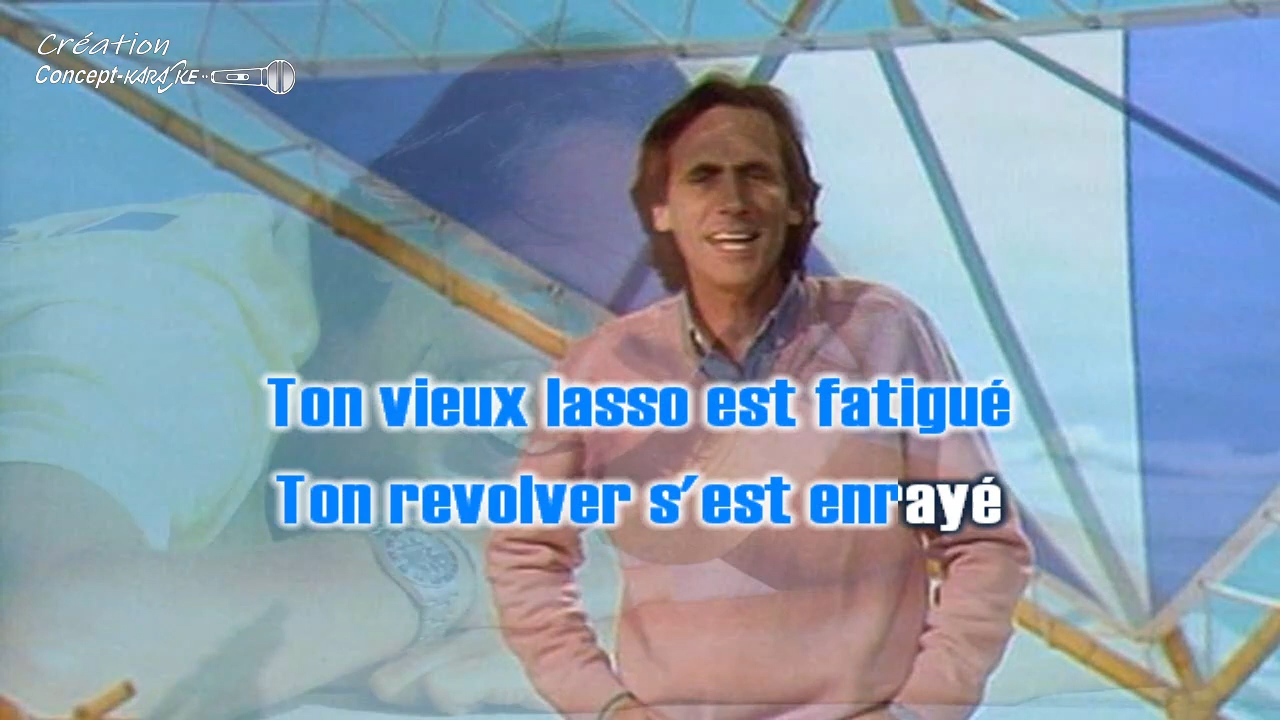 Création
Concept-KARAOKE
Ton vieux lasso est fatigué
Ton revolver s'est enrayé